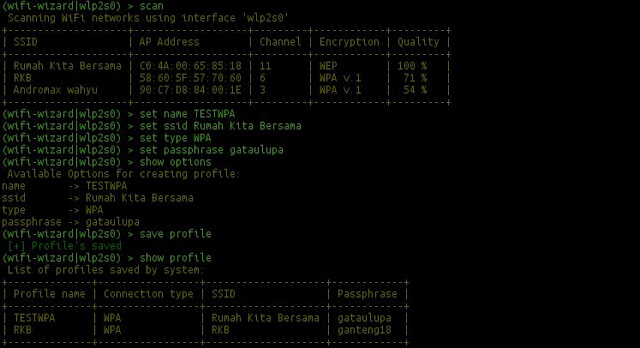 (wifi-wizard|wlp2s0) > scan
Scanning WiFi networks using interface 'wlp2s0'
SSID | AP Address | Channel | Encryption | Quality
Rumah Kita Bersama | C0:4A:00:65:85:18 | 11 | WEP | 100 %
RKB | 58:60:5F:57:70:60 | 6 | WPA v.1 | 71 %
Andromax wahyu | 90:C7:D8:84:00:1E | 3 | WPA v.1 | 54 %
(wifi-wizard|wlp2s0) > set name TESTWPA
(wifi-wizard|wlp2s0) > set ssid Rumah Kita Bersama
(wifi-wizard|wlp2s0) > set type WPA
(wifi-wizard|wlp2s0) > set passphrase gataulupa
(wifi-wizard|wlp2s0) > show options
Available Options for creating profile:
name -> TESTWPA
ssid -> Rumah Kita Bersama
type -> WPA
passphrase -> gataulupa
(wifi-wizard|wlp2s0) > save profile
[+] Profile's saved
(wifi-wizard|wlp2s0) > show profile
List of profiles saved by system:
Profile name | Connection type | SSID | Passphrase
TESTWPA | WPA | Rumah Kita Bersama | gataulupa
RKB | WPA | RKB | ganteng18